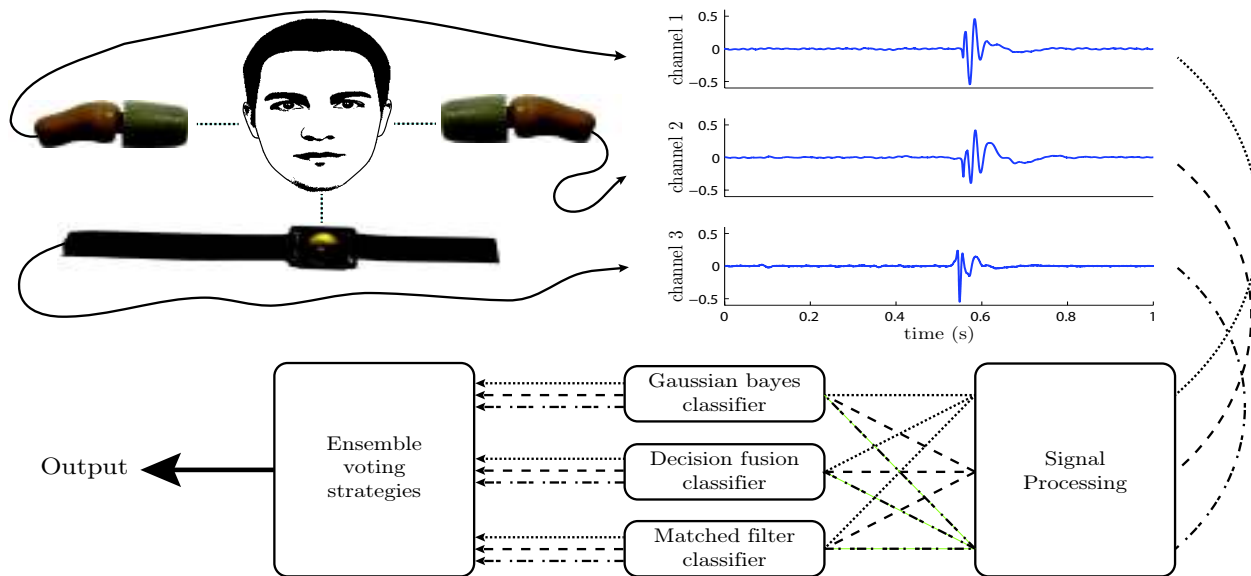 channel 1
0.5
0
−0.5
channel 2
0.5
0
−0.5
channel 3
0.5
0
−0.5
0 0.2 0.4 0.6 0.8 1
time (s)
Gaussian bayes
classifier
Decision fusion
classifier
Matched filter
classifier
Signal
Processing
Ensemble
voting
strategies
Output